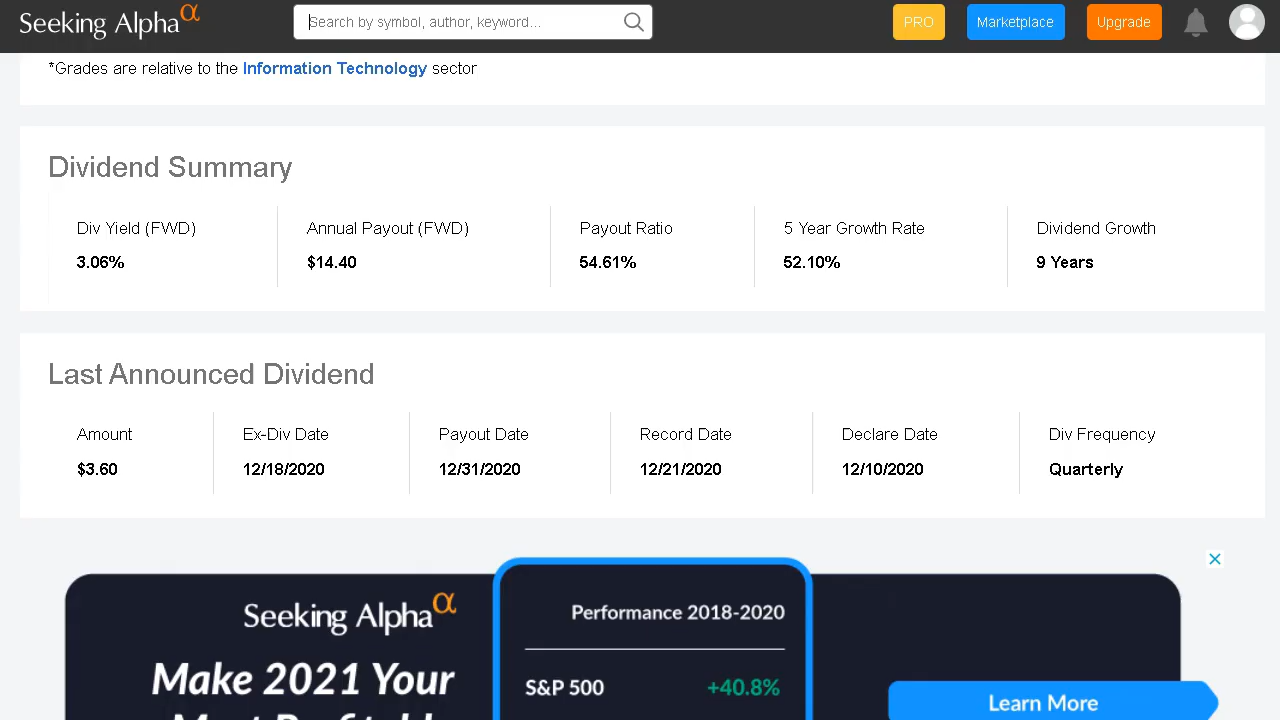 Seeking Alpha α
Search by symbol, author, keyword...
PRO
Marketplace
Upgrade
*Grades are relative to the Information Technology sector
Dividend Summary
Div Yield (FWD)
3.06%
Annual Payout (FWD)
$14.40
Payout Ratio
54.61%
5 Year Growth Rate
52.10%
Dividend Growth
9 Years
Last Announced Dividend
Amount
$3.60
Ex-Div Date
12/18/2020
Payout Date
12/31/2020
Record Date
12/21/2020
Declare Date
12/10/2020
Div Frequency
Quarterly
Seeking Alpha α
Make 2021 Your
Performance 2018-2020
S&P 500 +40.8%
Learn More